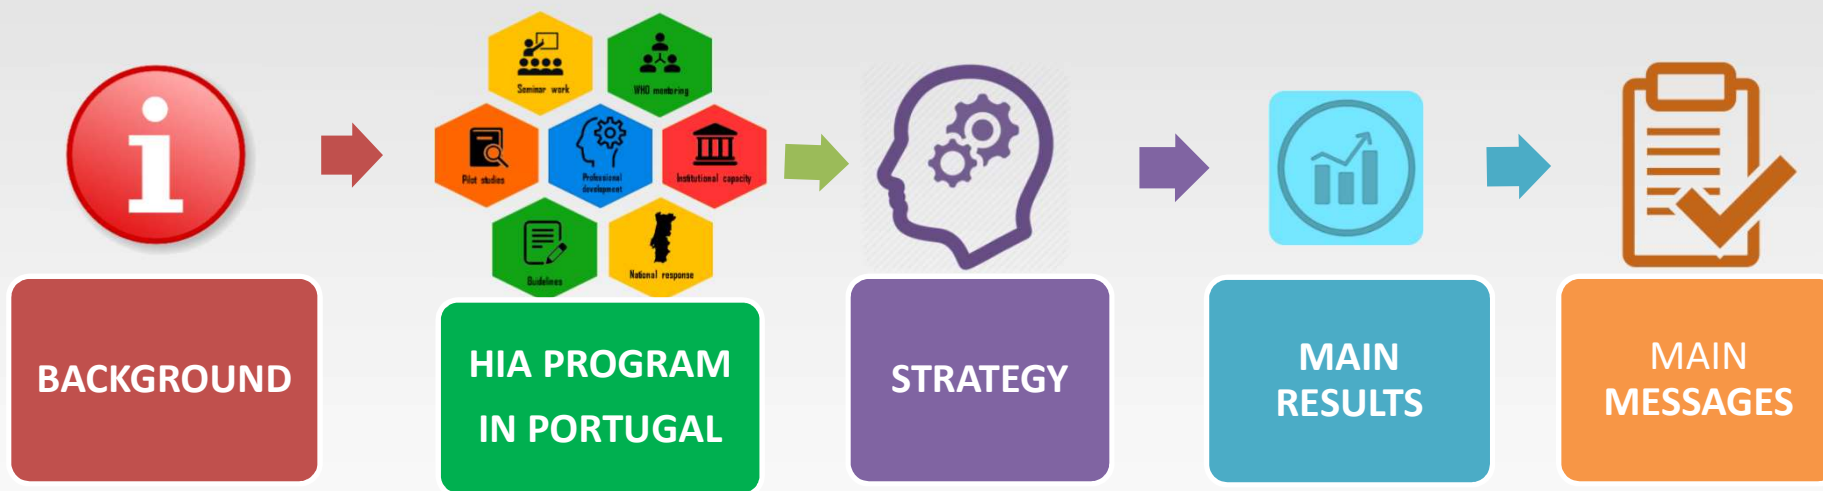 Seminar work
WHO mentoring
Pilot studies
Professional
development
Institutional capacity
Guidelines
National response
BACKGROUND
HIA PROGRAM
IN PORTUGAL
STRATEGY
MAIN
RESULTS
MAIN
MESSAGES